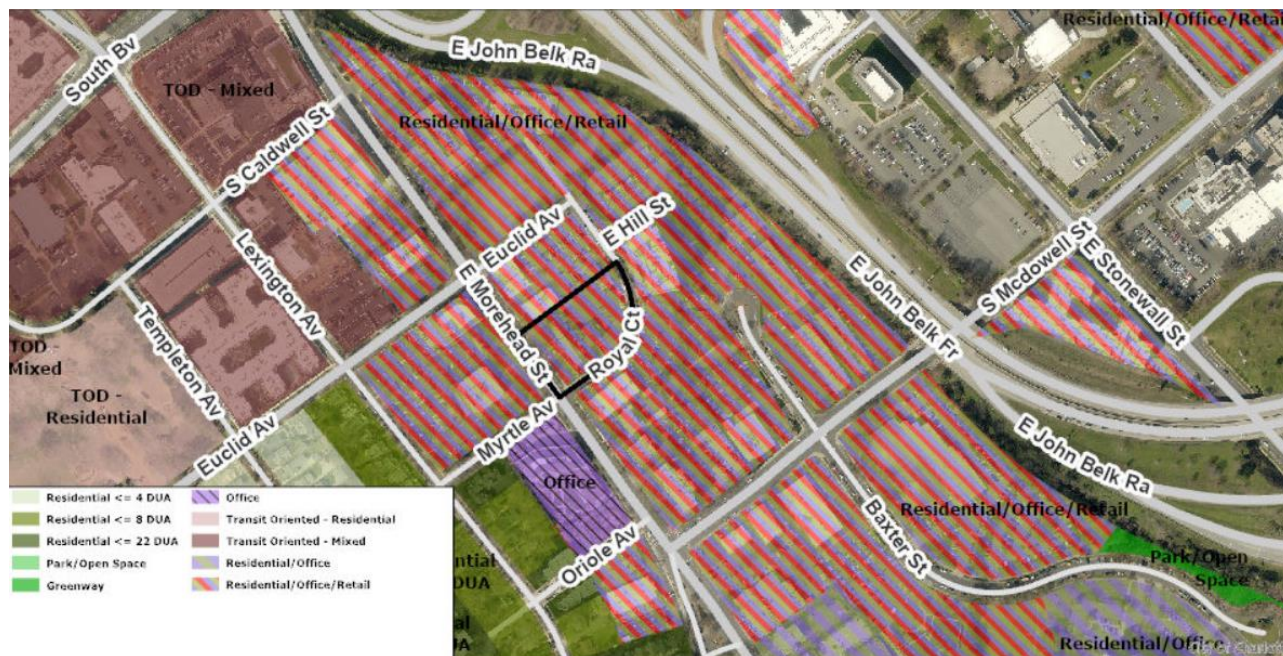 Residential/Office/Retail
E John Belk Ra
South Bv
TOD - Mixed
S Caldwell St
Residential/Office/Retail
Euclid Av
E Hill St
Lexington Av
E Morehead St
Royal Ct
E John Belk Fr
S Mcdowell St
E Stonewall St
Templeton Av
TOD -
Mixed
TOD -
Residential
Euclid Av
Myrtle Av
Office
Oriole Av
Baxter St
E John Belk Ra
Residential/Office/Retail
Park/Open
Space
Residential/Office
ntial
DUA
al
UA
Residential <= 4 DUA
Residential <= 8 DUA
Residential <= 22 DUA
Park/Open Space
Greenway
Office
Transit Oriented - Residential
Transit Oriented - Mixed
Residential/Office
Residential/Office/Retail